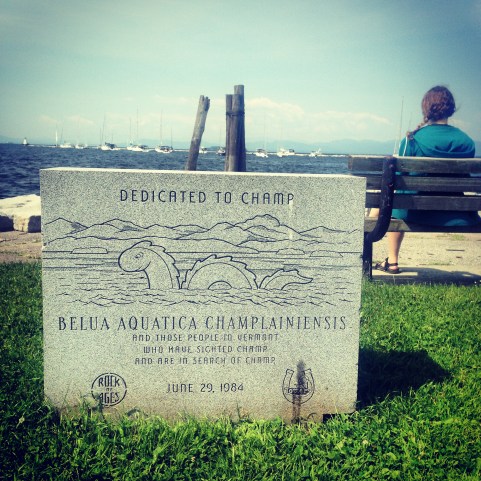 DEDICATED TO CHAMP
BELUA AQUATICA CHAMPLAINIENSIS
AND THOSE PEOPLE IN VERMONT
WHO HAVE SIGHTED CHAMP
AND ARE IN SEARCH OF CHAMP
ROCK OF AGES
JUNE 29, 1984